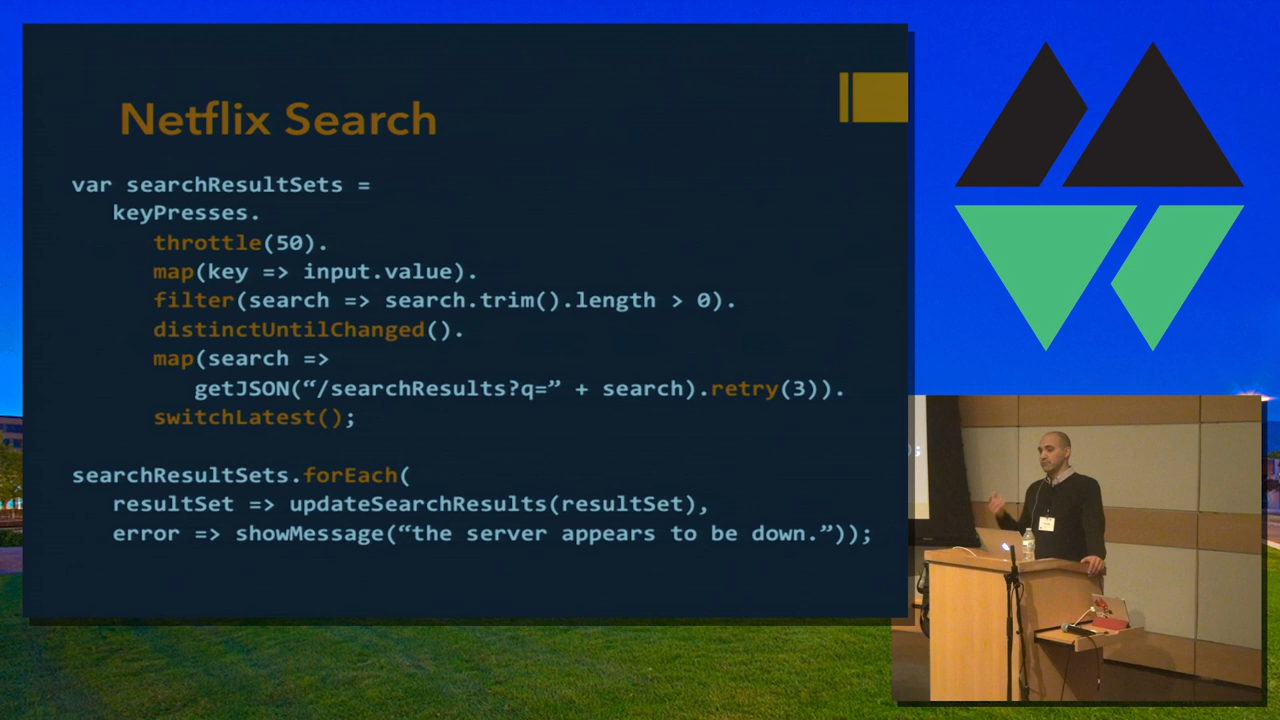 Netflix Search
var searchResultSets =
keyPresses.
throttle(50).
map(key => input.value).
filter(search => search.trim().length > 0).
distinctUntilChanged().
map(search =>
getJSON(“/searchResults?q=” + search).retry(3)).
switchLatest();
searchResultSets.forEach(
resultSet => updateSearchResults(resultSet),
error => showMessage(“the server appears to be down.”));